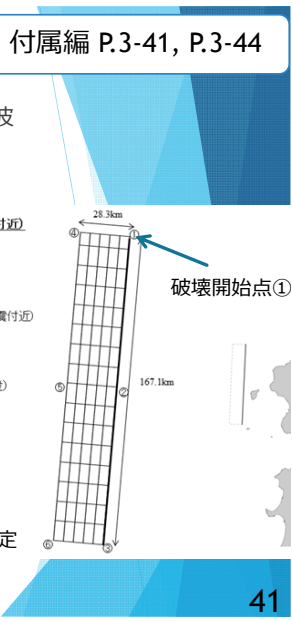 付属編 P.3-41, P.3-44
波
付近)
28.3km
④
①
破壊開始点①
付近)
⑤
②
167.1km
定
⑥
③
41